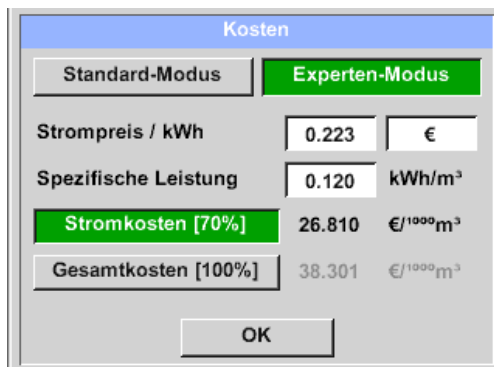 Kosten
Standard-Modus Experten-Modus
Strompreis / kWh 0.223 €
Spezifische Leistung 0.120 kWh/m³
Stromkosten [70%] 26.810 €/¹⁰⁰⁰m³
Gesamtkosten [100%] 38.301 €/¹⁰⁰⁰m³
OK